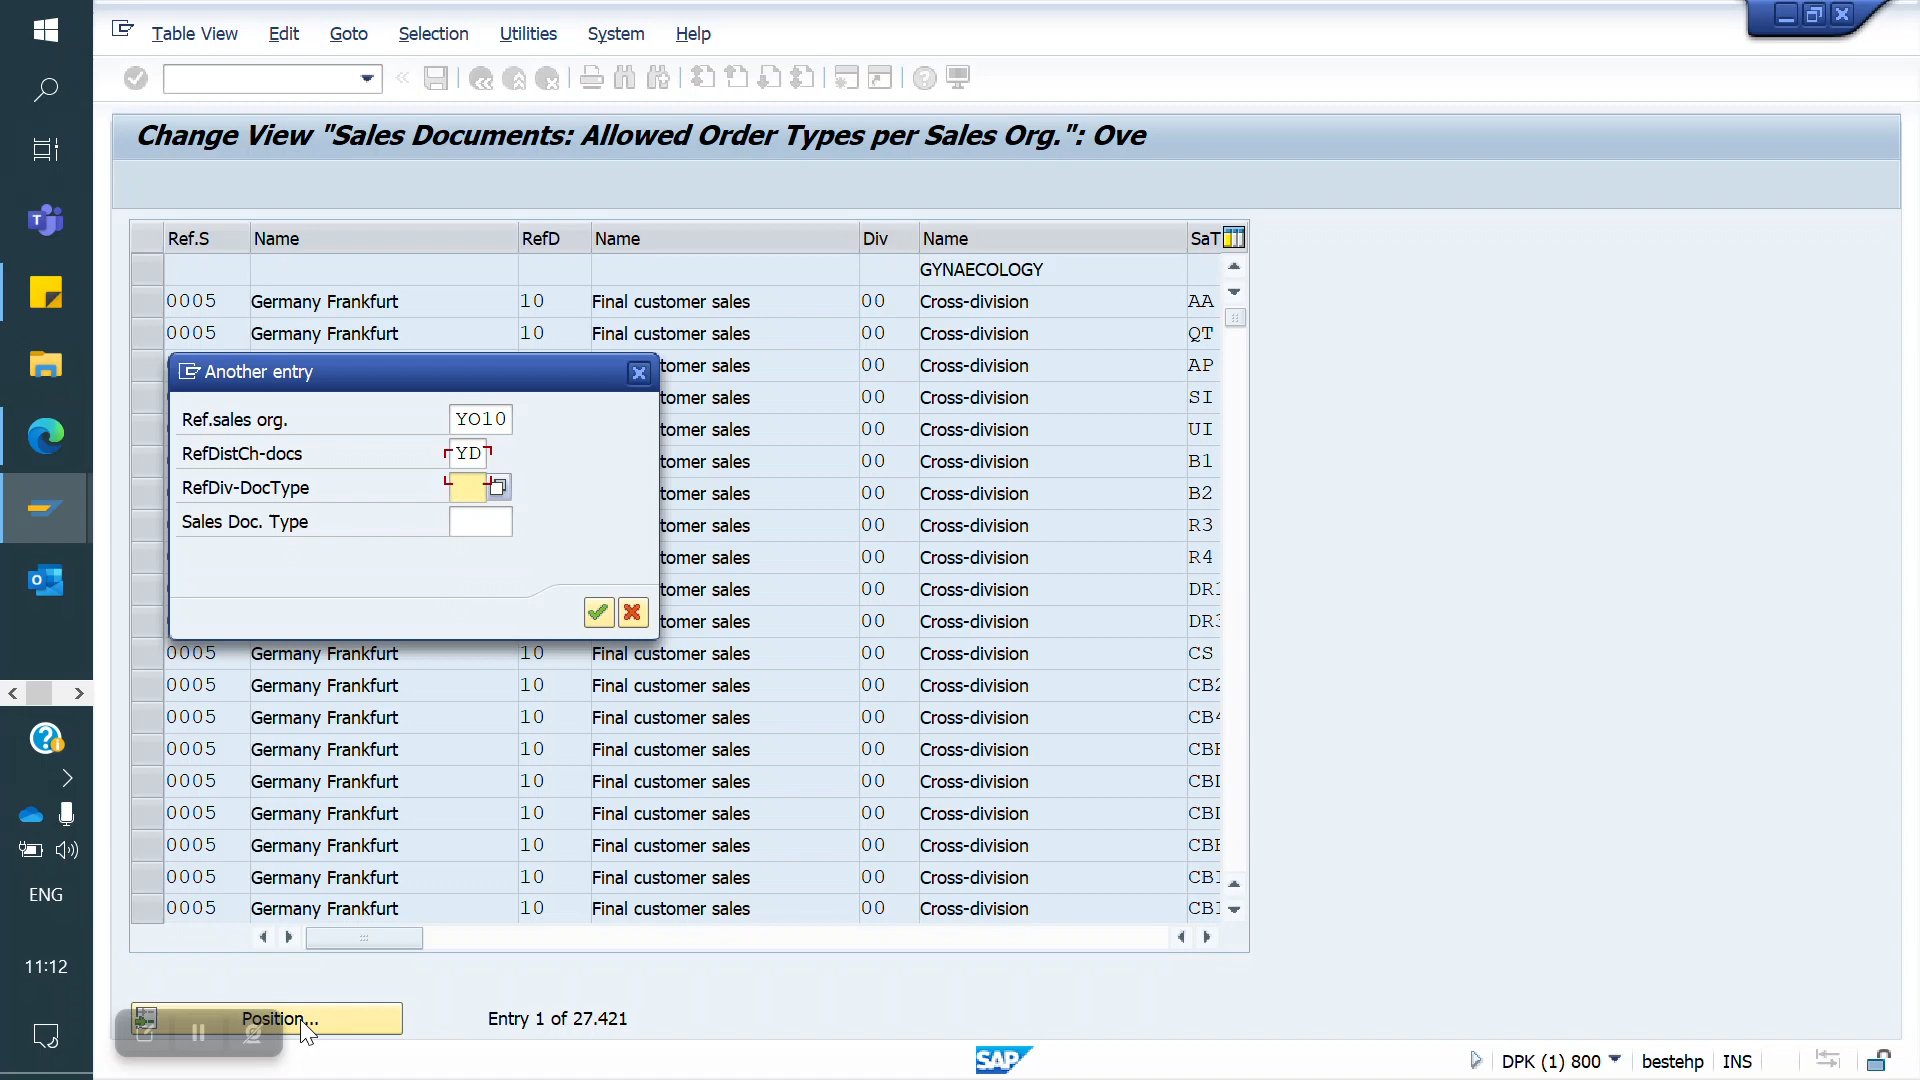 Table View Edit Goto Selection Utilities System Help
Change View "Sales Documents: Allowed Order Types per Sales Org.": Ove
Ref.S Name RefD Name Div Name SaT
GYNAECOLOGY
0005 Germany Frankfurt 10 Final customer sales 00 Cross-division AA
0005 Germany Frankfurt 10 Final customer sales 00 Cross-division QT
tomer sales 00 Cross-division AP
tomer sales 00 Cross-division SI
tomer sales 00 Cross-division UI
tomer sales 00 Cross-division B1
tomer sales 00 Cross-division B2
tomer sales 00 Cross-division R3
tomer sales 00 Cross-division R4
tomer sales 00 Cross-division DR1
tomer sales 00 Cross-division DR3
Another entry
Ref.sales org. YO10
RefDistCh-docs YD
RefDiv-DocType
Sales Doc. Type
0005 Germany Frankfurt 10 Final customer sales 00 Cross-division CS
0005 Germany Frankfurt 10 Final customer sales 00 Cross-division CB2
0005 Germany Frankfurt 10 Final customer sales 00 Cross-division CB4
0005 Germany Frankfurt 10 Final customer sales 00 Cross-division
0005 Germany Frankfurt 10 Final customer sales 00 Cross-division
0005 Germany Frankfurt 10 Final customer sales 00 Cross-division
0005 Germany Frankfurt 10 Final customer sales 00 Cross-division
0005 Germany Frankfurt 10 Final customer sales 00 Cross-division
0005 Germany Frankfurt 10 Final customer sales 00 Cross-division
Position... Entry 1 of 27.421
SAP DPK (1) 800 bestehp INS
ENG
11:12